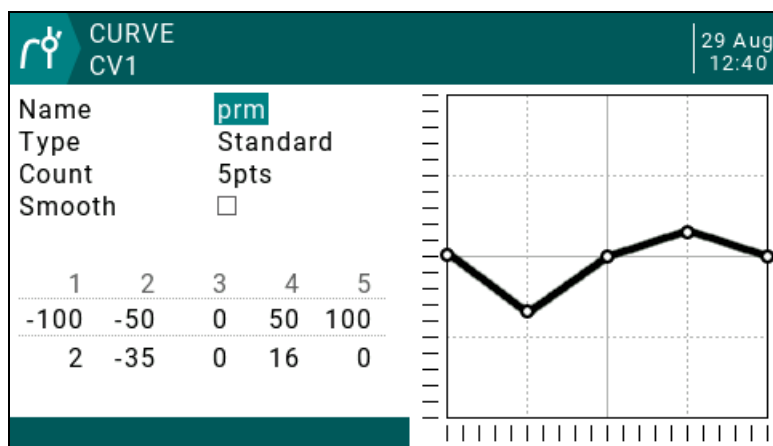 CURVE
CV1
29 Aug
12:40
Name prm
Type Standard
Count 5pts
Smooth
1 2 3 4 5
-100 -50 0 50 100
2 -35 0 16 0